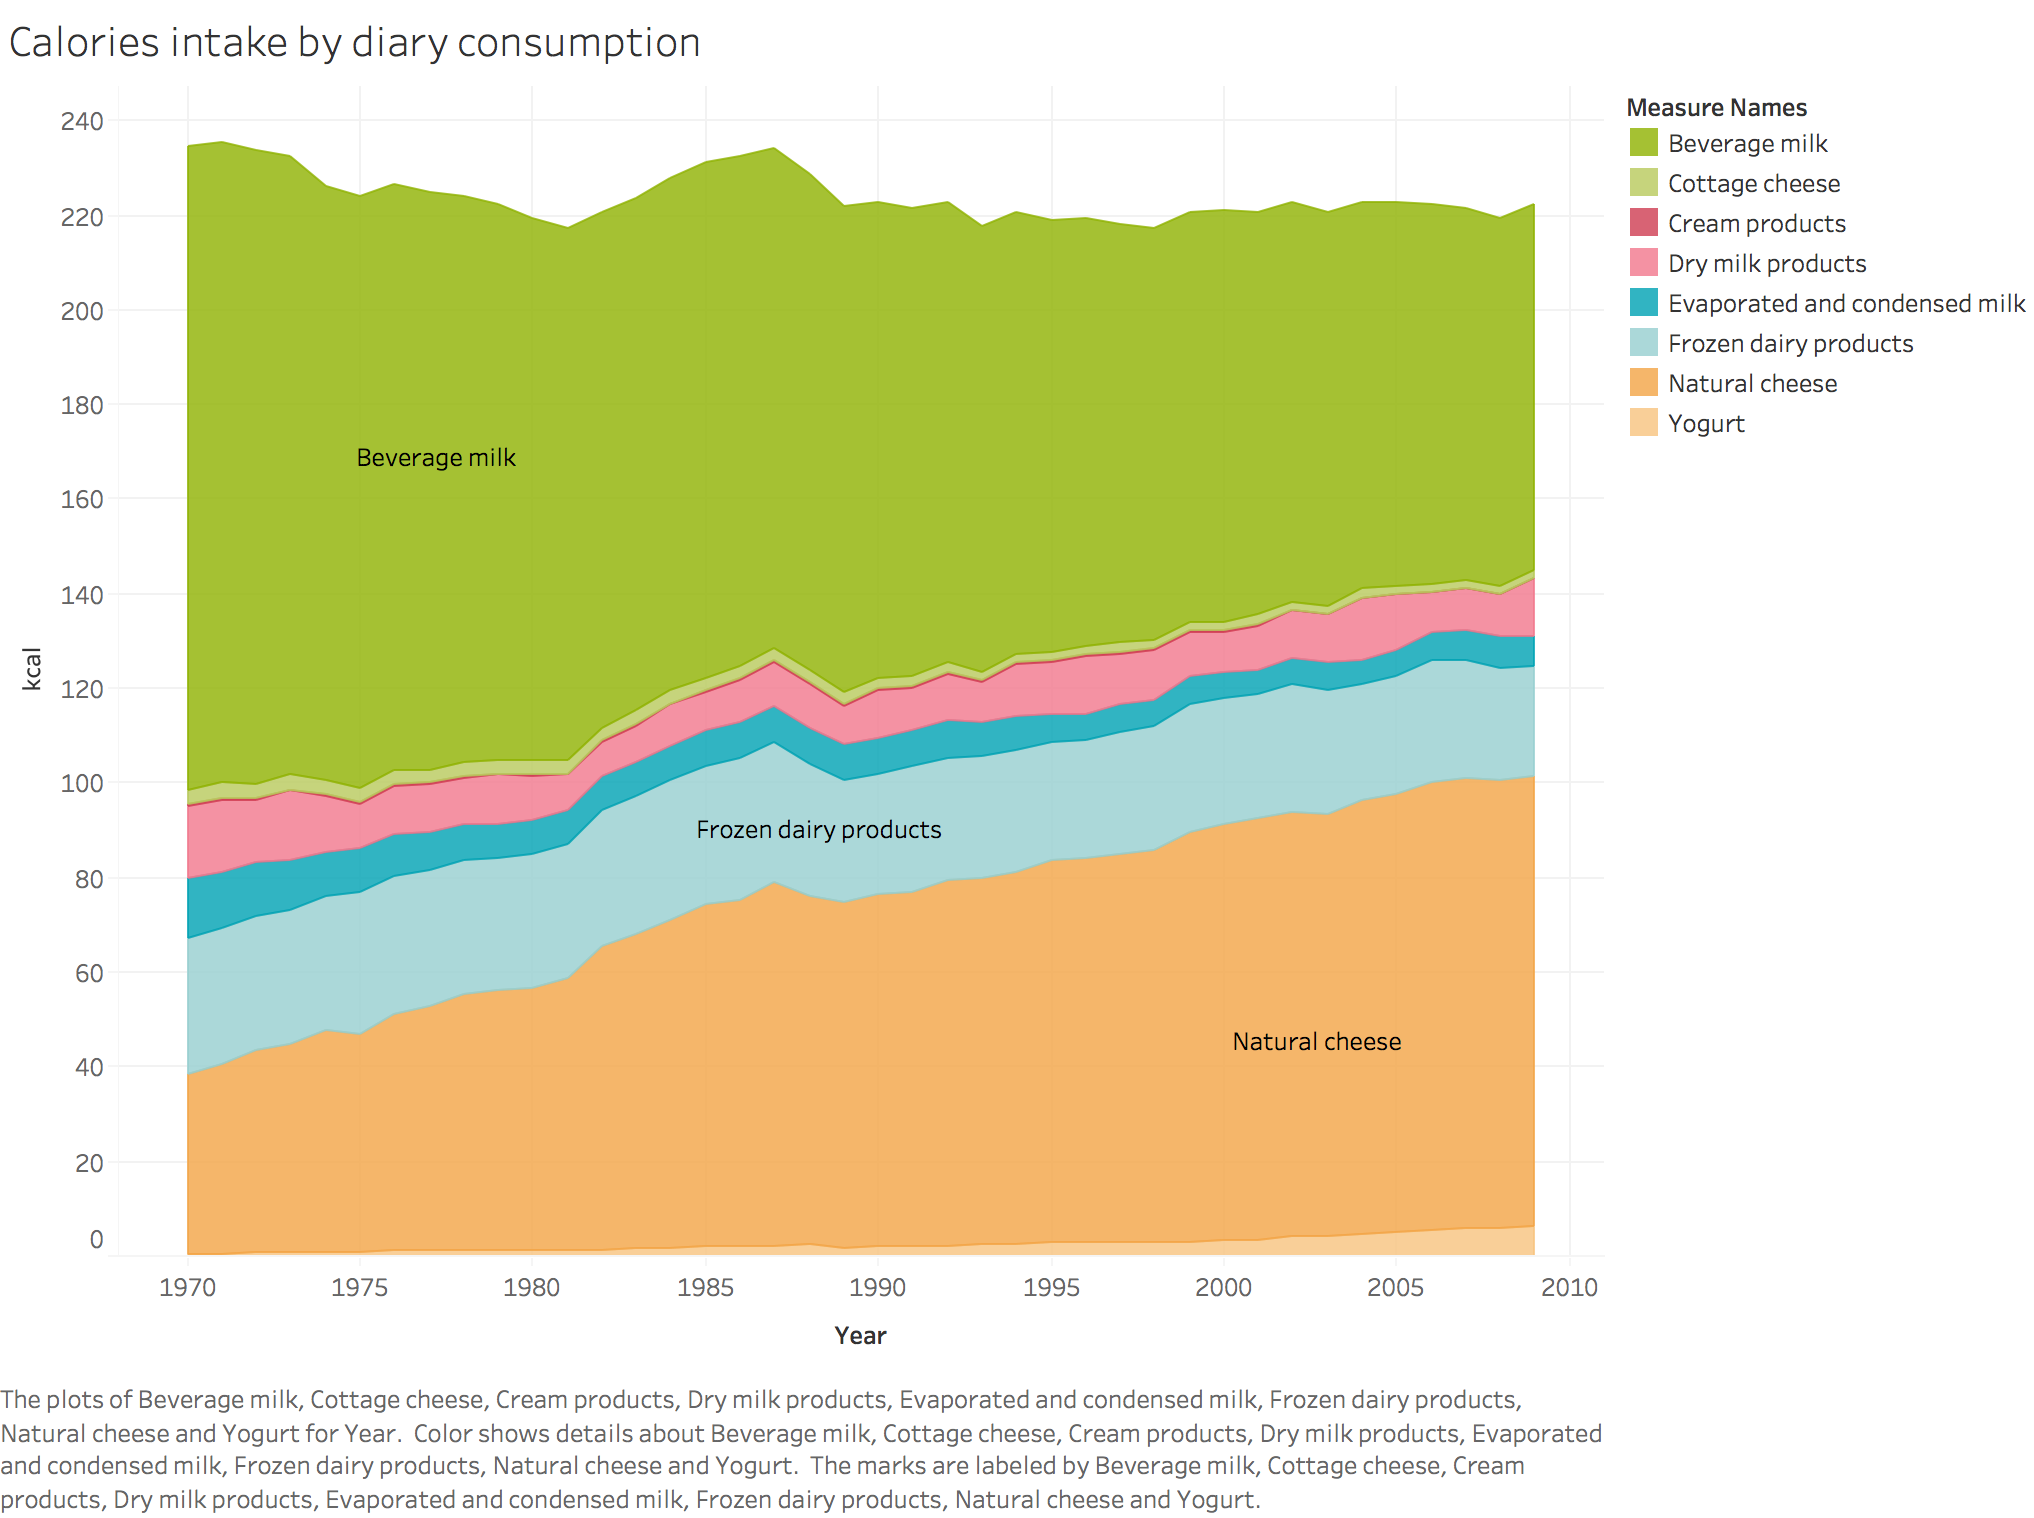 Calories intake by diary consumption
240
220
200
180
160
140
120
100
80
60
40
20
0
kcal
Beverage milk
Frozen dairy products
Natural cheese
1970 1975 1980 1985 1990 1995 2000 2005 2010
Year
Measure Names
Beverage milk
Cottage cheese
Cream products
Dry milk products
Evaporated and condensed milk
Frozen dairy products
Natural cheese
Yogurt
The plots of Beverage milk, Cottage cheese, Cream products, Dry milk products, Evaporated and condensed milk, Frozen dairy products,
Natural cheese and Yogurt for Year.  Color shows details about Beverage milk, Cottage cheese, Cream products, Dry milk products, Evaporated
and condensed milk, Frozen dairy products, Natural cheese and Yogurt.  The marks are labeled by Beverage milk, Cottage cheese, Cream
products, Dry milk products, Evaporated and condensed milk, Frozen dairy products, Natural cheese and Yogurt.